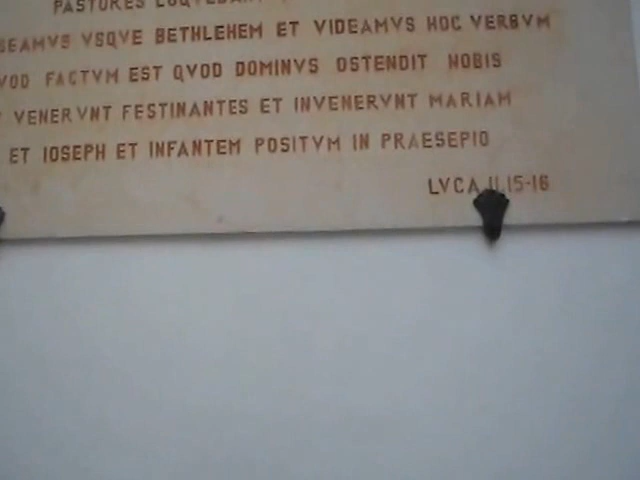 PASTORES
SEAMVS VSQVE BETHLEHEM ET VIDEAMVS HOC VERBVM
VOD FACTVM EST QVOD DOMINVS OSTENDIT NOBIS
VENERVNT FESTINANTES ET INVENERVNT MARIAM
ET IOSEPH ET INFANTEM POSITVM IN PRAESEPIO
LVCA II,15-16